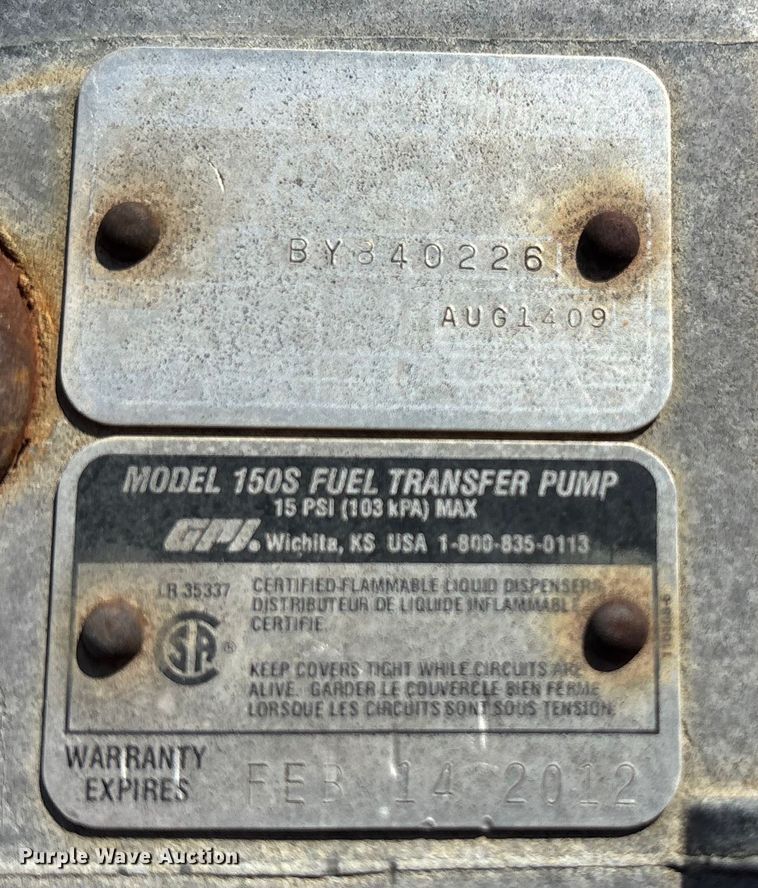 BY840226
AUG1409
MODEL 150S FUEL TRANSFER PUMP
15 PSI (103 kPA) MAX
GPI. Wichita, KS USA 1-800-835-0113
LR 35337
CERTIFIED FLAMMABLE LIQUID DISPENSERS
DISTRIBUTEUR DE LIQUIDE INFLAMMABLE
CERTIFIE.
SA ®
KEEP COVERS TIGHT WHILE CIRCUITS ARE
ALIVE. GARDER LE COUVERCLE BIEN FERME
LORSQUE LES CIRCUITS SONT SOUS TENSION.
WARRANTY
EXPIRES
FEB 14 2012
Purple Wave Auction